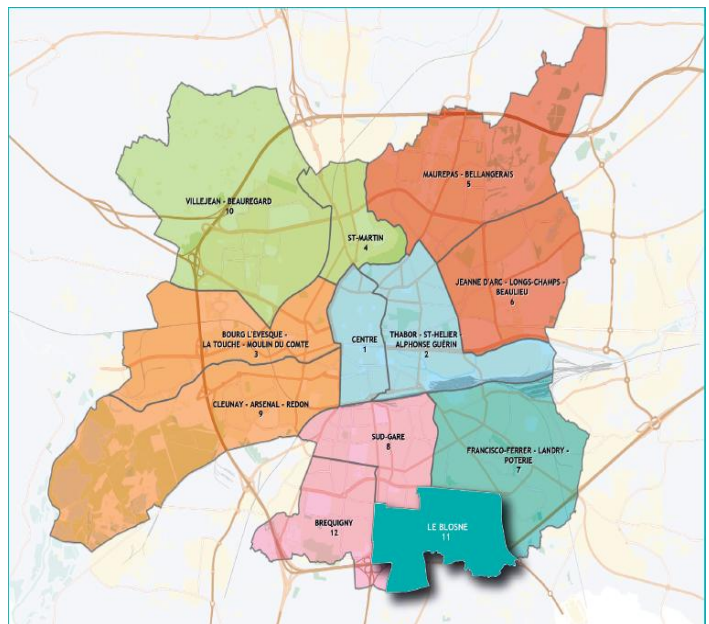 MAUREPAS - BELLANGERAIS
5
VILLEJEAN - BEAUREGARD
10
ST-MARTIN
4
JEANNE D'ARC - LONGS-CHAMPS -
BEAULIEU
6
BOURG L'EVESQUE -
LA TOUCHE - MOULIN DU COMTE
3
CENTRE
1
THABOR - ST-HELIER
ALPHONSE GUÉRIN
2
CLEUNAY - ARSENAL - REDON
9
SUD-GARE
8
FRANCISCO-FERRER - LANDRY -
POTERIE
7
BREQUIGNY
12
LE BLOSNE
11